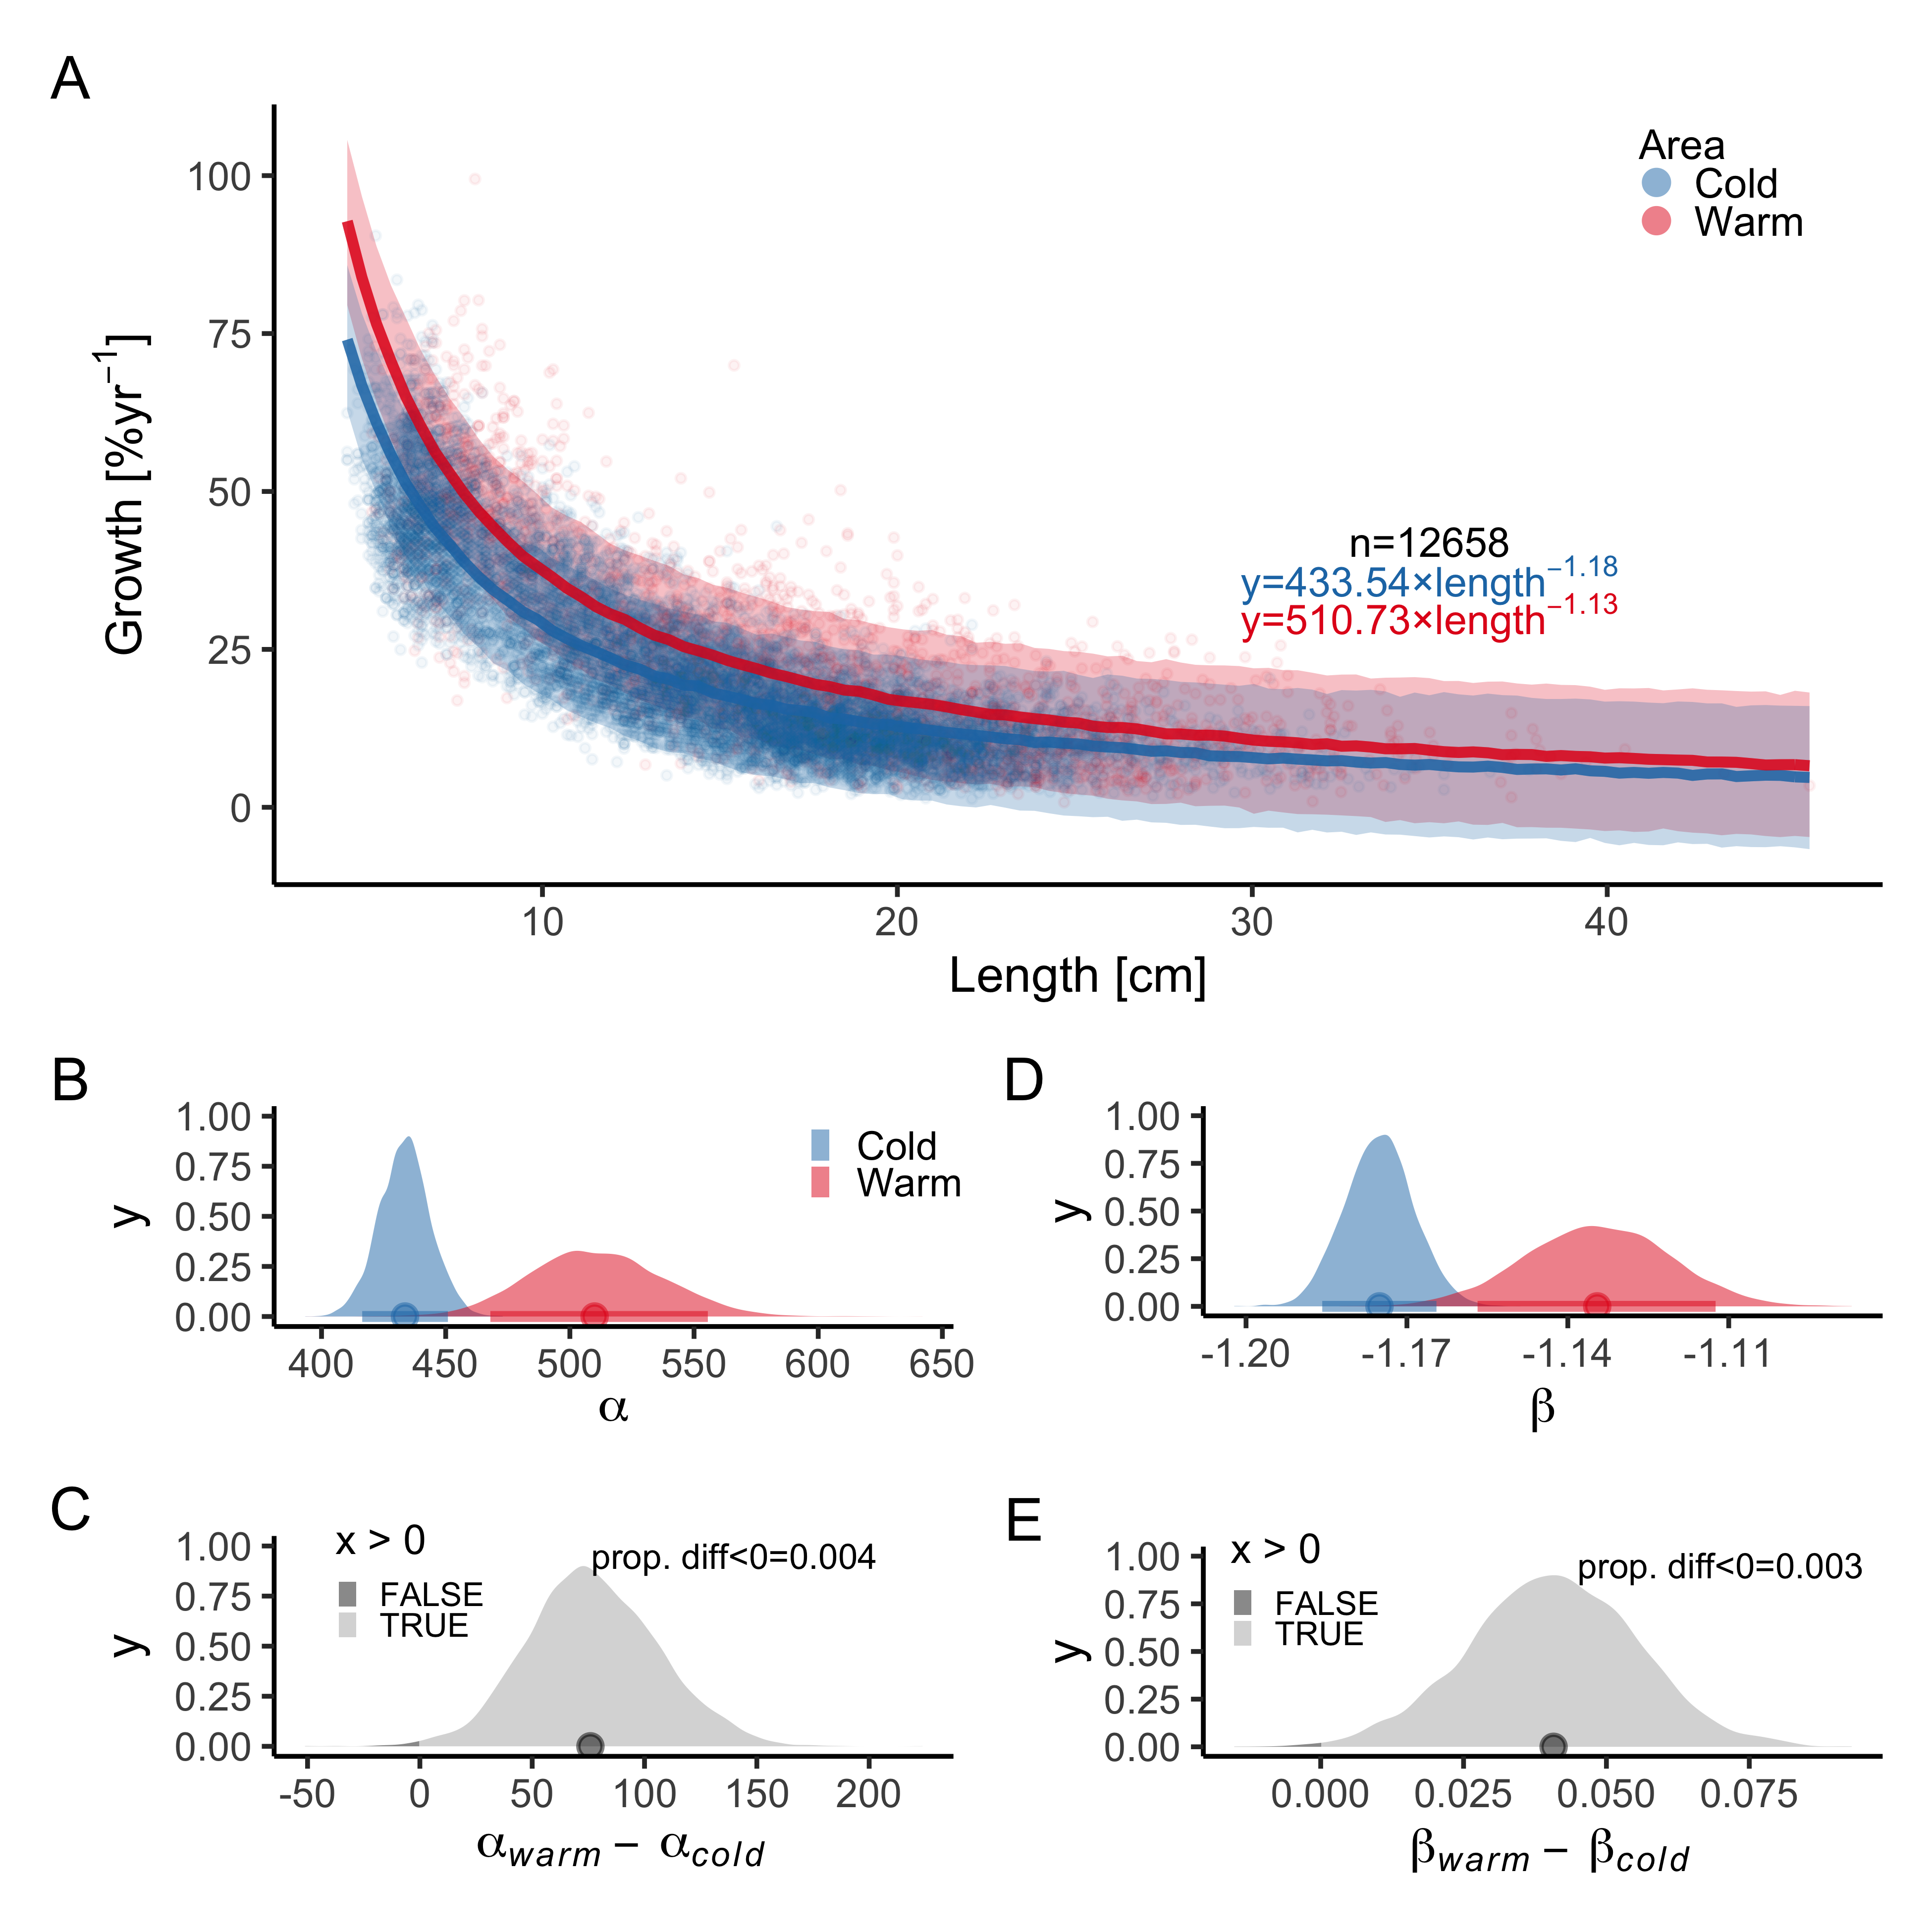 A
Growth [%yr⁻¹]
100
75
50
25
0
Area
Cold
Warm
n=12658
y=433.54×length⁻¹·¹⁸
y=510.73×length⁻¹·¹³
10 20 30 40
Length [cm]
B
y
1.00
0.75
0.50
0.25
0.00
Cold
Warm
400 450 500 550 600 650
α
D
y
1.00
0.75
0.50
0.25
0.00
-1.20 -1.17 -1.14 -1.11
β
C
y
1.00
0.75
0.50
0.25
0.00
x > 0
FALSE
TRUE
prop. diff<0=0.004
-50 0 50 100 150 200
α warm − α cold
E
y
1.00
0.75
0.50
0.25
0.00
x > 0
FALSE
TRUE
prop. diff<0=0.003
0.000 0.025 0.050 0.075
β warm − β cold